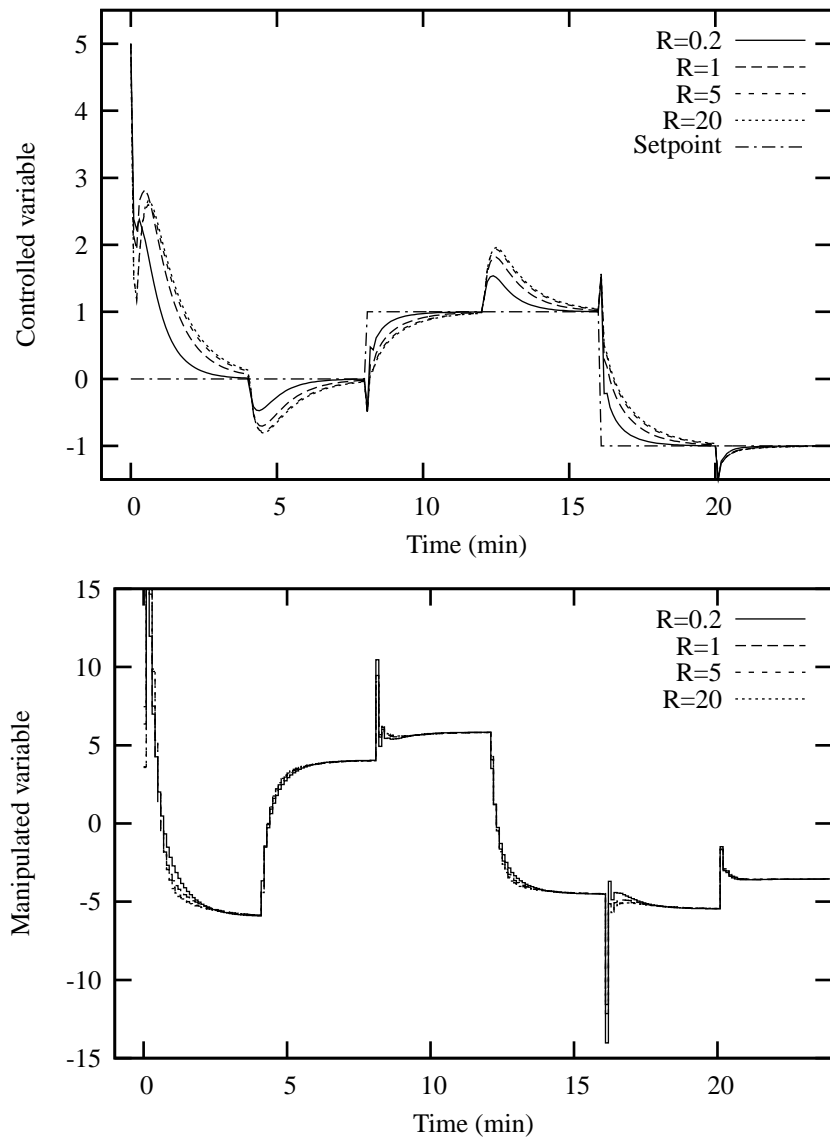 5
4
3
2
1
0
-1
Controlled variable
R=0.2
R=1
R=5
R=20
Setpoint
0
5
10
15
20
Time (min)
15
10
5
0
-5
-10
-15
Manipulated variable
R=0.2
R=1
R=5
R=20
0
5
10
15
20
Time (min)